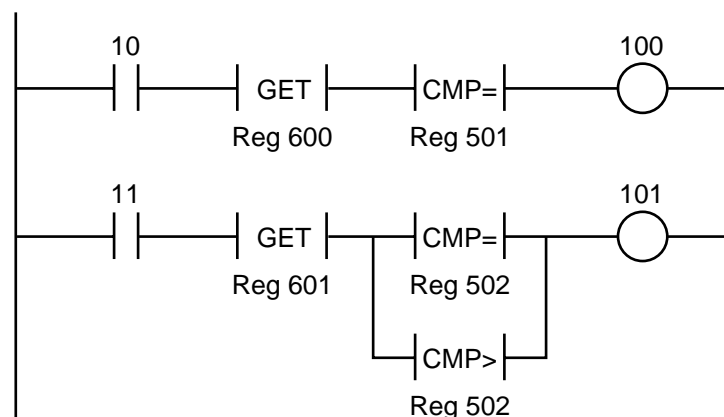 10 100
GET CMP=
Reg 600 Reg 501
11 101
GET CMP=
Reg 601 Reg 502
CMP>
Reg 502